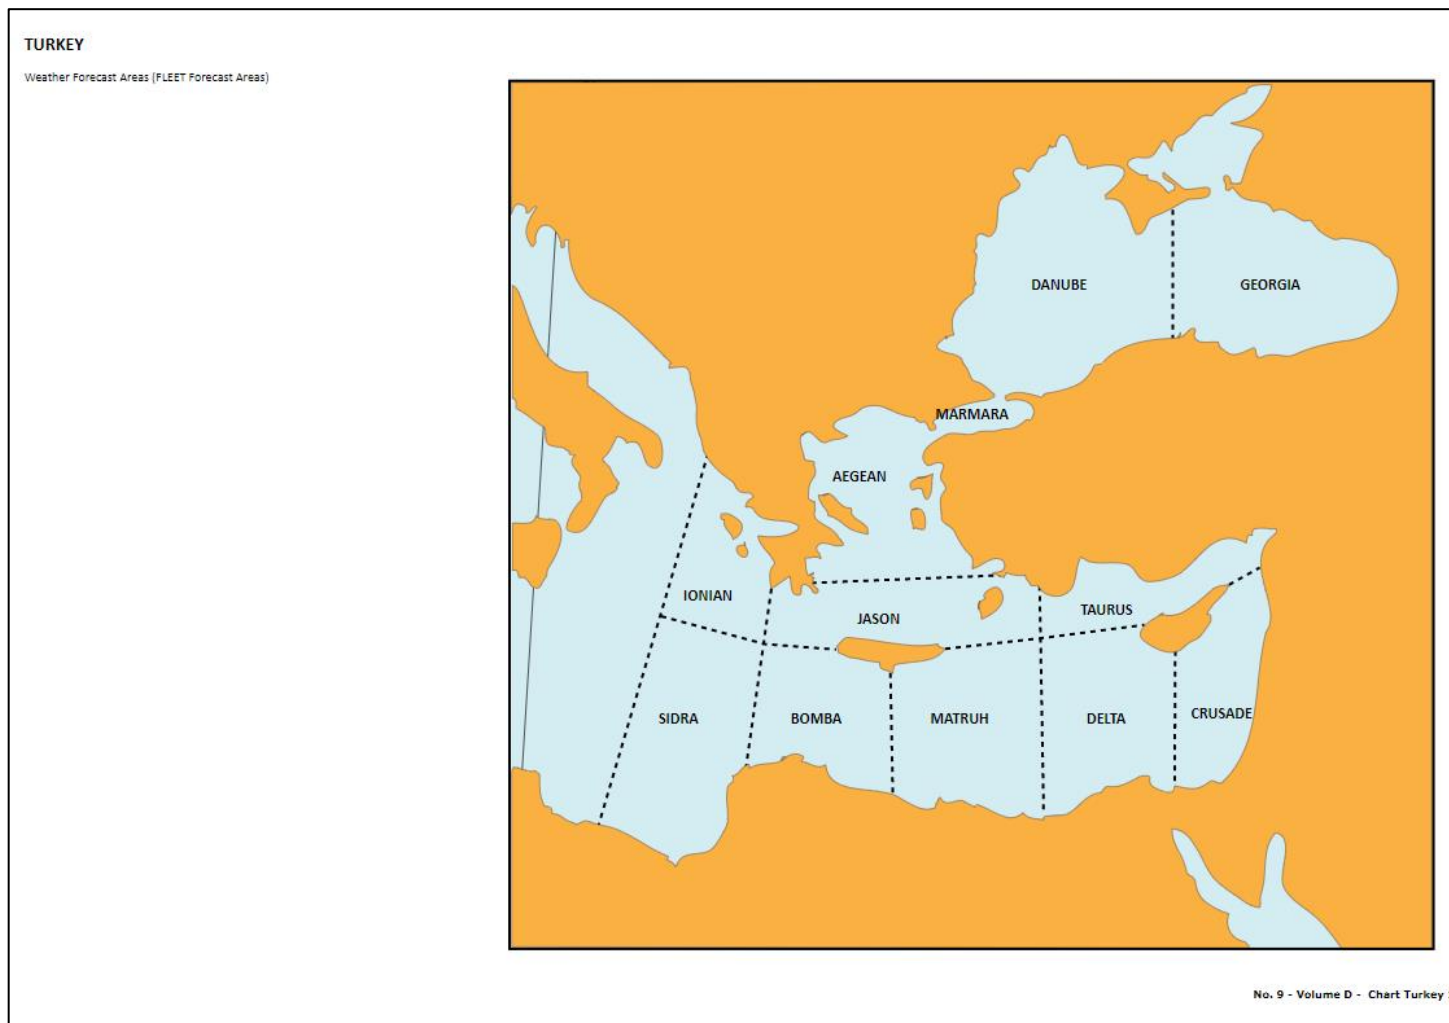 TURKEY
Weather Forecast Areas (FLEET Forecast Areas)
DANUBE
GEORGIA
MARMARA
AEGEAN
IONIAN
JASON
TAURUS
SIDRA
BOMBA
MATRUH
DELTA
CRUSADE
No. 9 - Volume D - Chart Turkey